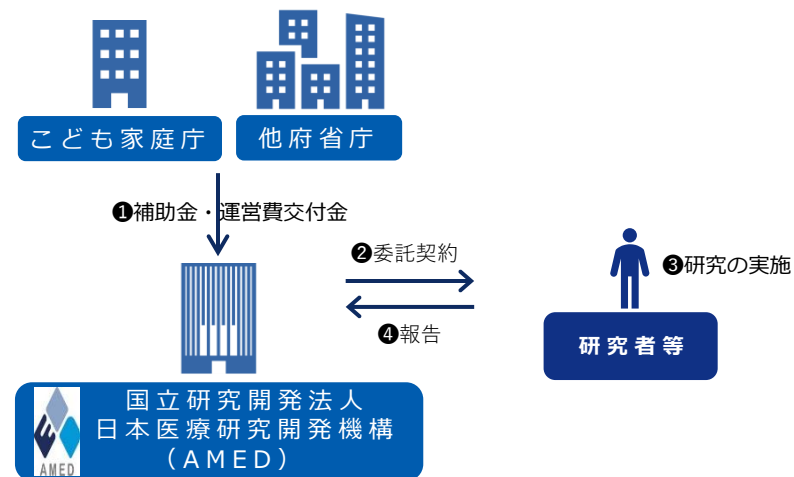 こども家庭庁
他府省庁
❶補助金・運営費交付金
❷委託契約
❸研究の実施
❹報告
研究者等
国立研究開発法人
日本医療研究開発機構
（AMED）
AMED